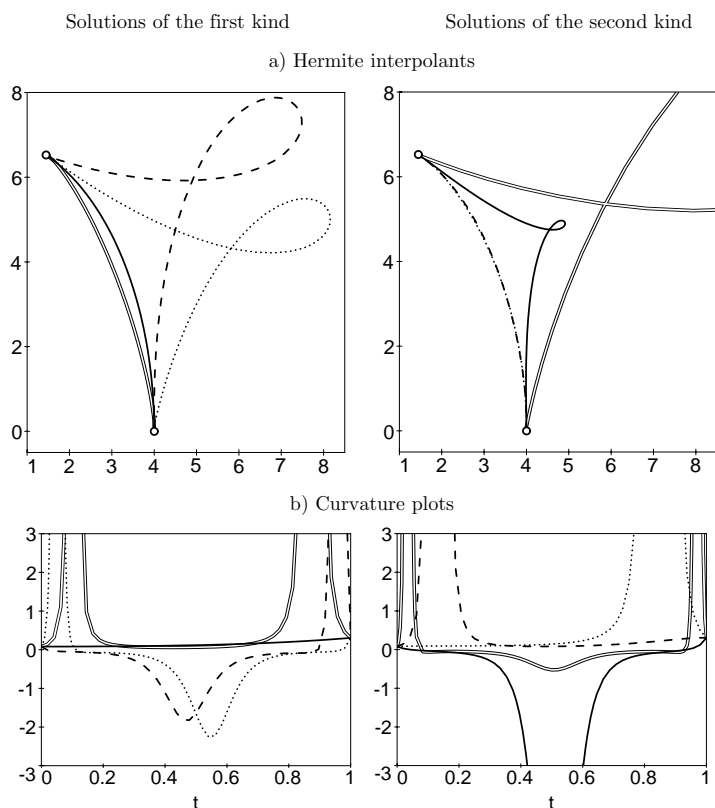 Solutions of the first kind Solutions of the second kind
a) Hermite interpolants
8 8
6 6
4 4
2 2
0 0
1 2 3 4 5 6 7 8 1 2 3 4 5 6 7 8
b) Curvature plots
3 3
2 2
1 1
0 0
-1 -1
-2 -2
-3 -3
0 0.2 0.4 0.6 0.8 1 0 0.2 0.4 0.6 0.8 1
t t